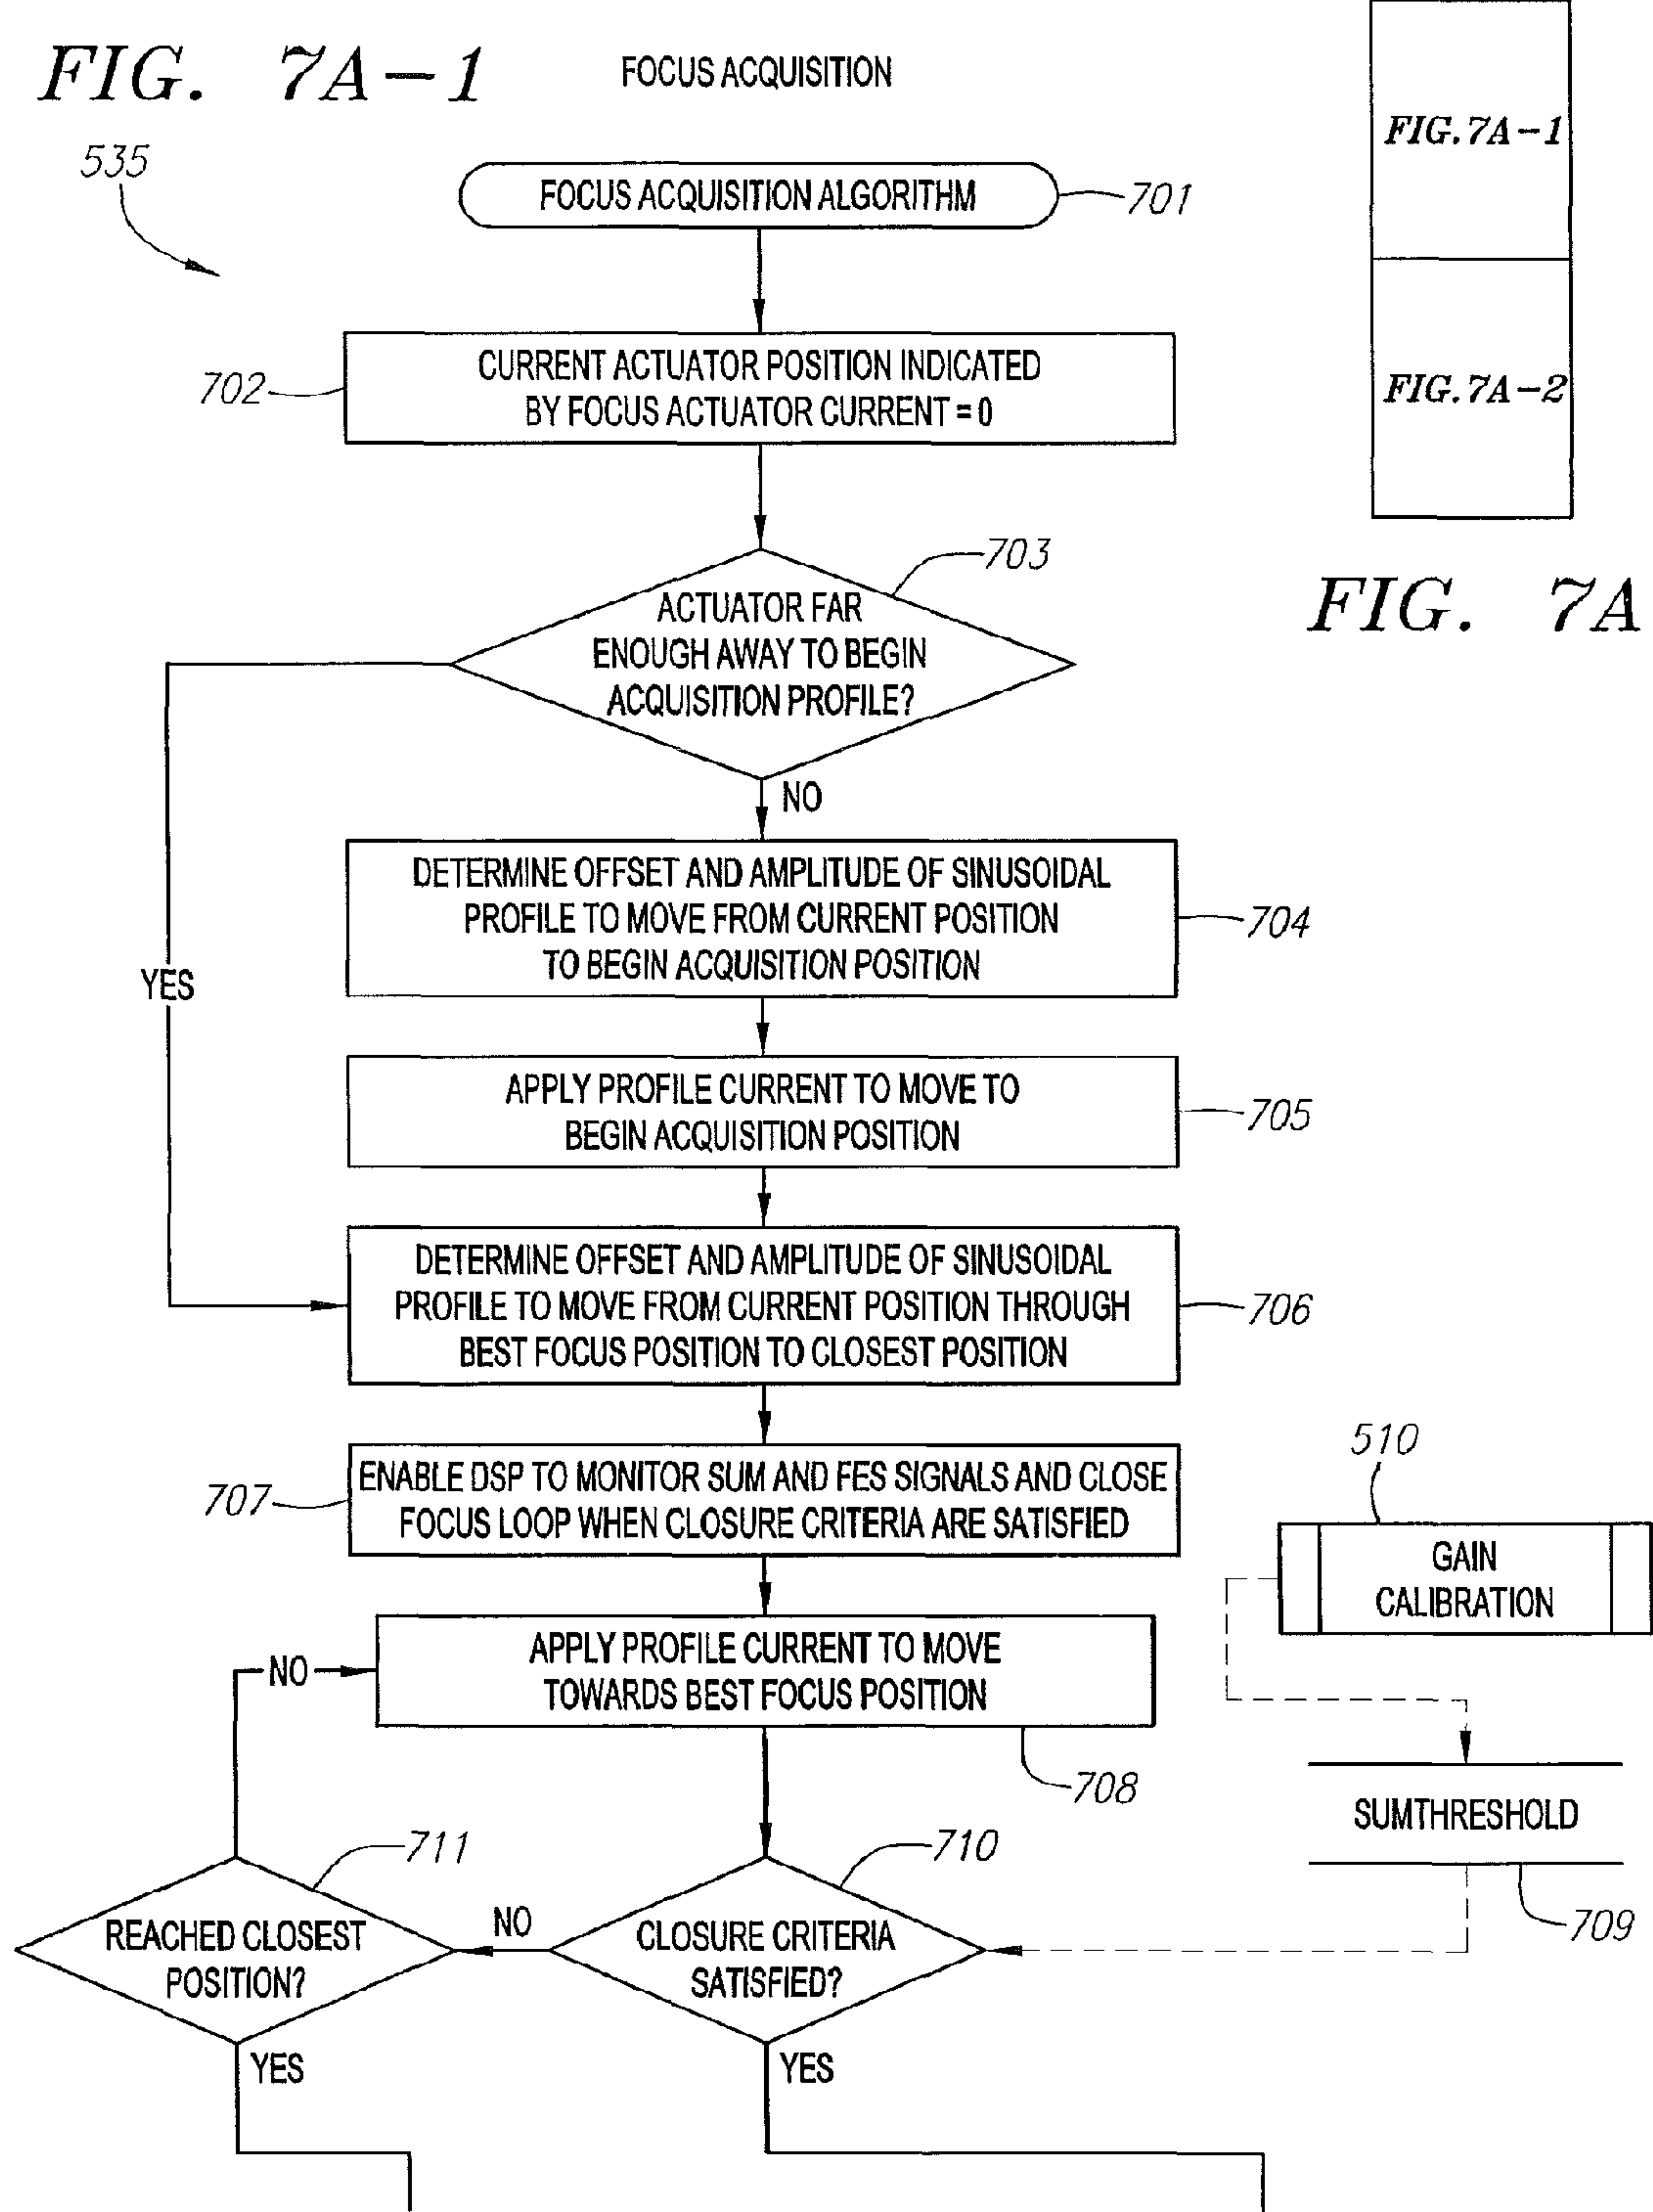 FIG. 7A-1
FOCUS ACQUISITION
FIG. 7A-1
FIG. 7A-2
FIG. 7A
535
FOCUS ACQUISITION ALGORITHM
701
702
CURRENT ACTUATOR POSITION INDICATED
BY FOCUS ACTUATOR CURRENT = 0
703
ACTUATOR FAR
ENOUGH AWAY TO BEGIN
ACQUISITION PROFILE?
NO
YES
DETERMINE OFFSET AND AMPLITUDE OF SINUSOIDAL
PROFILE TO MOVE FROM CURRENT POSITION
TO BEGIN ACQUISITION POSITION
704
APPLY PROFILE CURRENT TO MOVE TO
BEGIN ACQUISITION POSITION
705
DETERMINE OFFSET AND AMPLITUDE OF SINUSOIDAL
PROFILE TO MOVE FROM CURRENT POSITION THROUGH
BEST FOCUS POSITION TO CLOSEST POSITION
706
707
ENABLE DSP TO MONITOR SUM AND FES SIGNALS AND CLOSE
FOCUS LOOP WHEN CLOSURE CRITERIA ARE SATISFIED
510
GAIN
CALIBRATION
NO
APPLY PROFILE CURRENT TO MOVE
TOWARDS BEST FOCUS POSITION
708
SUMTHRESHOLD
709
711
REACHED CLOSEST
POSITION?
NO
710
CLOSURE CRITERIA
SATISFIED?
YES
YES